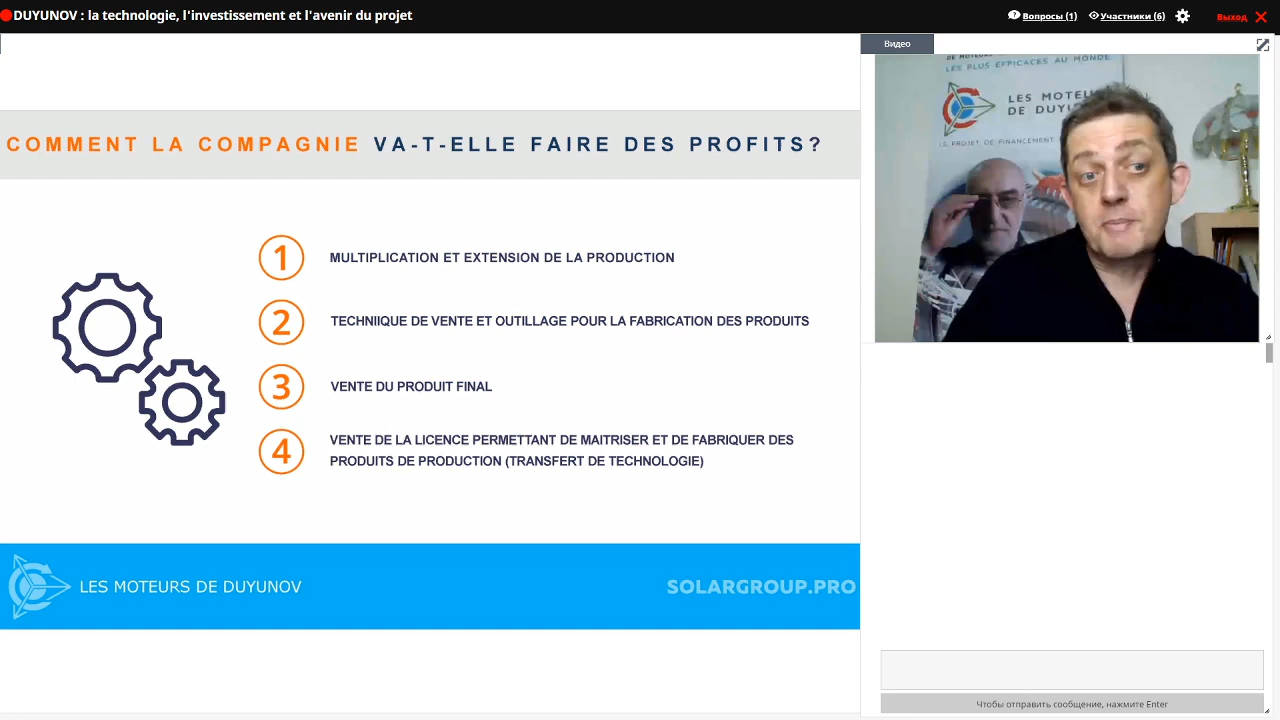 DUYUNOV : la technologie, l'investissement et l'avenir du projet
Вопросы (1)
Участники (6)
Выход
Видео
COMMENT LA COMPAGNIE VA-T-ELLE FAIRE DES PROFITS?
1 MULTIPLICATION ET EXTENSION DE LA PRODUCTION
2 TECHNIIQUE DE VENTE ET OUTILLAGE POUR LA FABRICATION DES PRODUITS
3 VENTE DU PRODUIT FINAL
4 VENTE DE LA LICENCE PERMETTANT DE MAITRISER ET DE FABRIQUER DES
PRODUITS DE PRODUCTION (TRANSFERT DE TECHNOLOGIE)
LES MOTEURS DE DUYUNOV
SOLARGROUP.PRO
DE MOTEURS
LES PLUS EFFICACES AU MONDE
LES MOTEU
DE DUYU
LE PROJET DE FINANCEMENT
Чтобы отправить сообщение, нажмите Enter